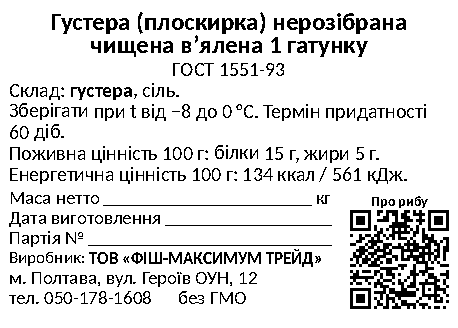 Густера (плоскирка) нерозібрана
чищена в’ялена 1 гатунку
ГОСТ 1551-93
Склад: густера, сіль.
Зберігати при t від −8 до 0 °C. Термін придатності
60 діб.
Поживна цінність 100 г: білки 15 г, жири 5 г.
Енергетична цінність 100 г: 134 ккал / 561 кДж.
Маса нетто ____________________ кг
Дата виготовлення ________________
Партія № ________________________
Про рибу
Виробник: ТОВ «ФІШ-МАКСИМУМ ТРЕЙД»
м. Полтава, вул. Героїв ОУН, 12
тел. 050-178-1608 без ГМО